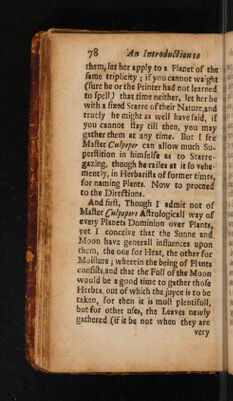 78 An Introduction to
them, let her apply to a Planet of the
ſame triplicity ; if you cannot waight
(ſure he or the Printer had not learned
to ſpell) that time neither, let her be
with a fixed Starre of their Nature, and
truely he might as well have ſaid, if
you cannot ſtay till then, you may
gather them at any time. But I ſee
Maſter Culpeper can allow much Su-
perſtition in himſelfe as to Starre-
gazing, though he railes at it ſo vehe-
mently, in Herbariſts of former times,
for naming Plants. Now to proceed
to the Directions.
And firſt, Though I admit not of
Maſter Culpepers Aſtrologicall way of
every Planets Dominion over Plants,
yet I conceive that the Sunne and
Moon have generall influences upon
them, the one for Heat, the other for
Moiſture ; wherein the being of Plants
conſiſts, and that the Full of the Moon
would be a good time to gather thoſe
Herbes, out of which the juyce is to be
taken, for then it is moſt plentifull,
but for other uſes, the Leaves newly
gathered (if it be not when they are
very